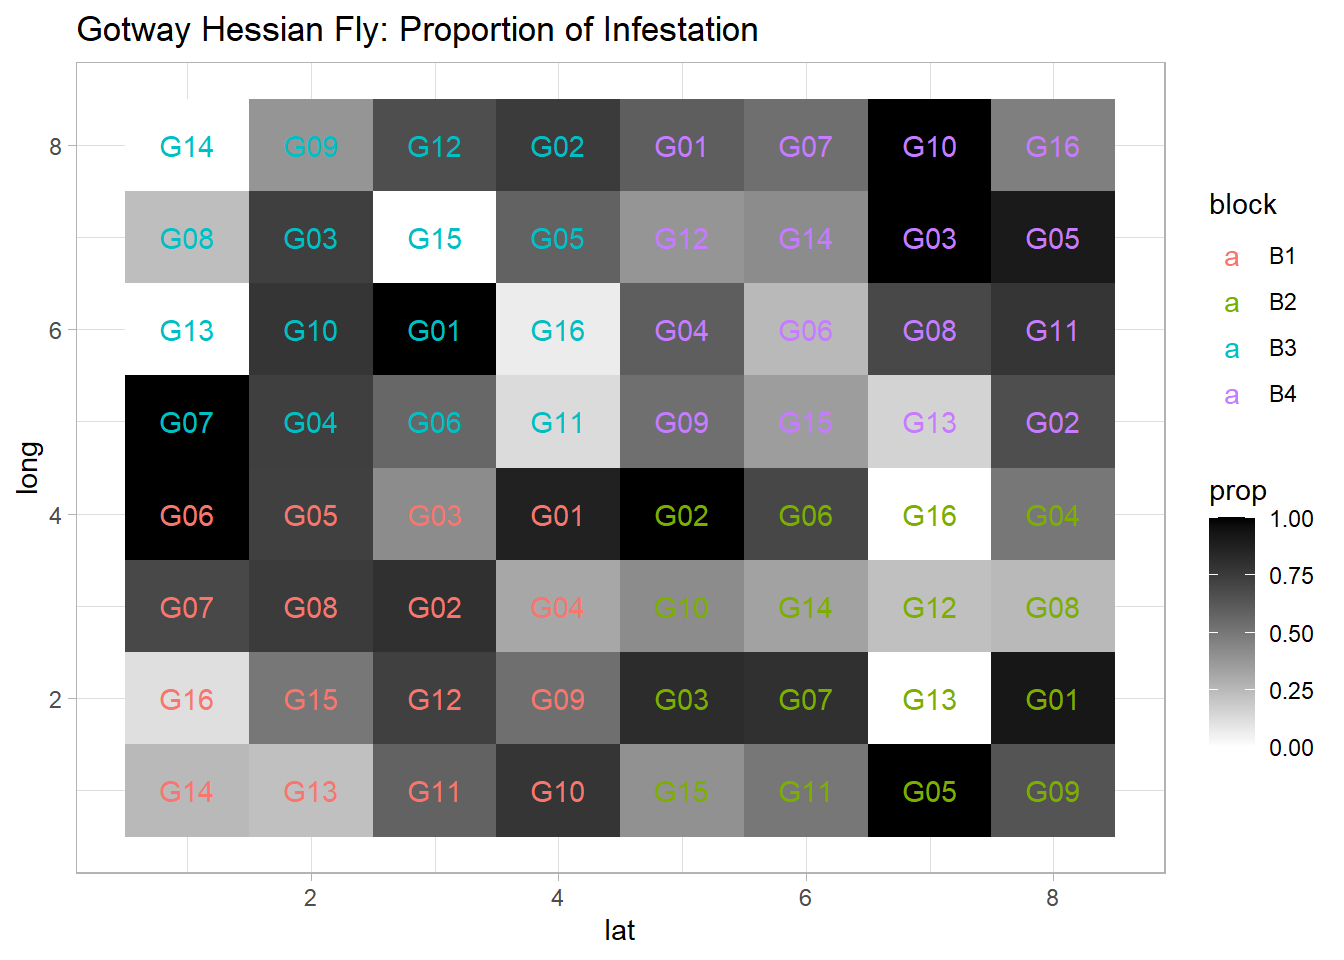 Gotway Hessian Fly: Proportion of Infestation
8 G14 G09 G12 G02 G01 G07 G10 G16
G08 G03 G15 G05 G12 G14 G03 G05
6 G13 G10 G01 G16 G04 G06 G08 G11
G07 G04 G06 G11 G09 G15 G13 G02
4 G06 G05 G03 G01 G02 G06 G16 G04
G07 G08 G02 G04 G10 G14 G12 G08
2 G16 G15 G12 G09 G03 G07 G13 G01
G14 G13 G11 G10 G15 G11 G05 G09
2 4 6 8
lat
long
block
a B1
a B2
a B3
a B4
prop
1.00
0.75
0.50
0.25
0.00